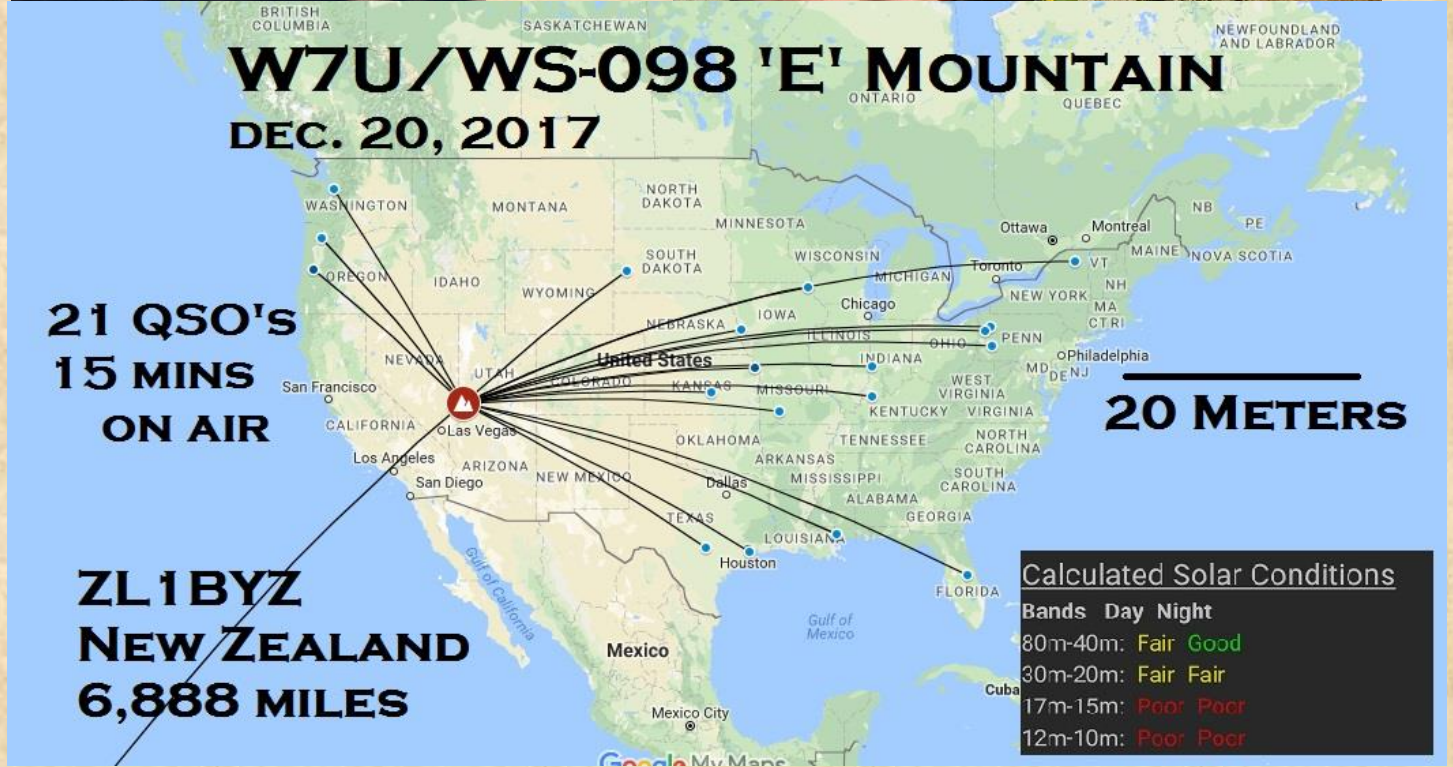 BRITISH
COLUMBIA
SASKATCHEWAN
NEWFOUNDLAND
AND LABRADOR
W7U/WS-098 'E' MOUNTAIN
ONTARIO
QUEBEC
DEC. 20, 2017
WASHINGTON
MONTANA
NORTH
DAKOTA
MINNESOTA
Ottawa
Montreal
NB
PE
MAINE
NOVA SCOTIA
OREGON
IDAHO
WYOMING
SOUTH
DAKOTA
WISCONSIN
MICHIGAN
Toronto
VT
NH
NEW YORK
MA
CT RI
21 QSO'S
15 MINS
ON AIR
Chicago
NEBRASKA
IOWA
ILLINOIS
INDIANA
OHIO
PENN
Philadelphia
MD
DE NJ
NEVADA
UTAH
COLORADO
United States
KANSAS
MISSOURI
WEST
VIRGINIA
KENTUCKY
VIRGINIA
San Francisco
CALIFORNIA
Las Vegas
20 METERS
Los Angeles
San Diego
ARIZONA
NEW MEXICO
OKLAHOMA
ARKANSAS
TENNESSEE
NORTH
CAROLINA
SOUTH
CAROLINA
Dallas
MISSISSIPPI
ALABAMA
GEORGIA
TEXAS
LOUISIANA
Houston
FLORIDA
Gulf of California
Gulf of
Mexico
Mexico
Cuba
Mexico City
ZL1BYZ
NEW ZEALAND
6,888 MILES
Calculated Solar Conditions
Bands Day Night
80m-40m: Fair Good
30m-20m: Fair Fair
17m-15m: Poor Poor
12m-10m: Poor Poor
Google My Maps